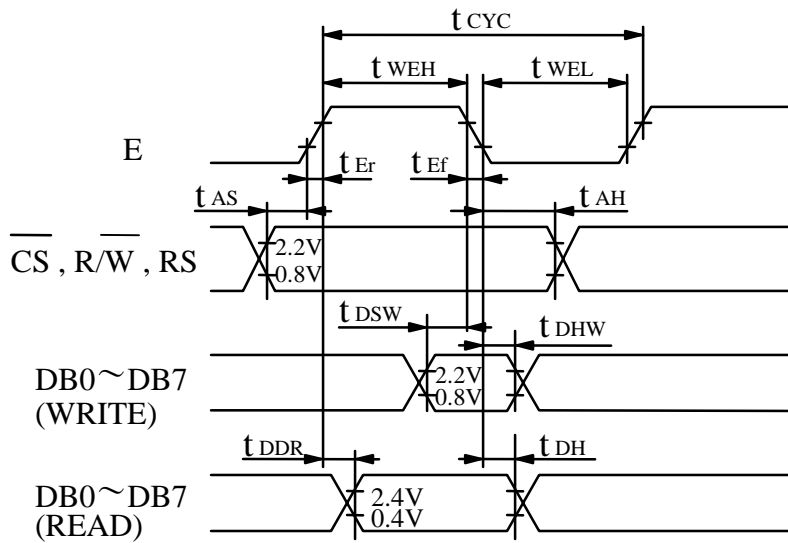 t CYC
t WEH t WEL
E
t Er t Ef
t AS t AH
CS , R/W , RS
2.2V
0.8V
t DSW t DHW
DB0～DB7
(WRITE)
2.2V
0.8V
t DDR t DH
DB0～DB7
(READ)
2.4V
0.4V